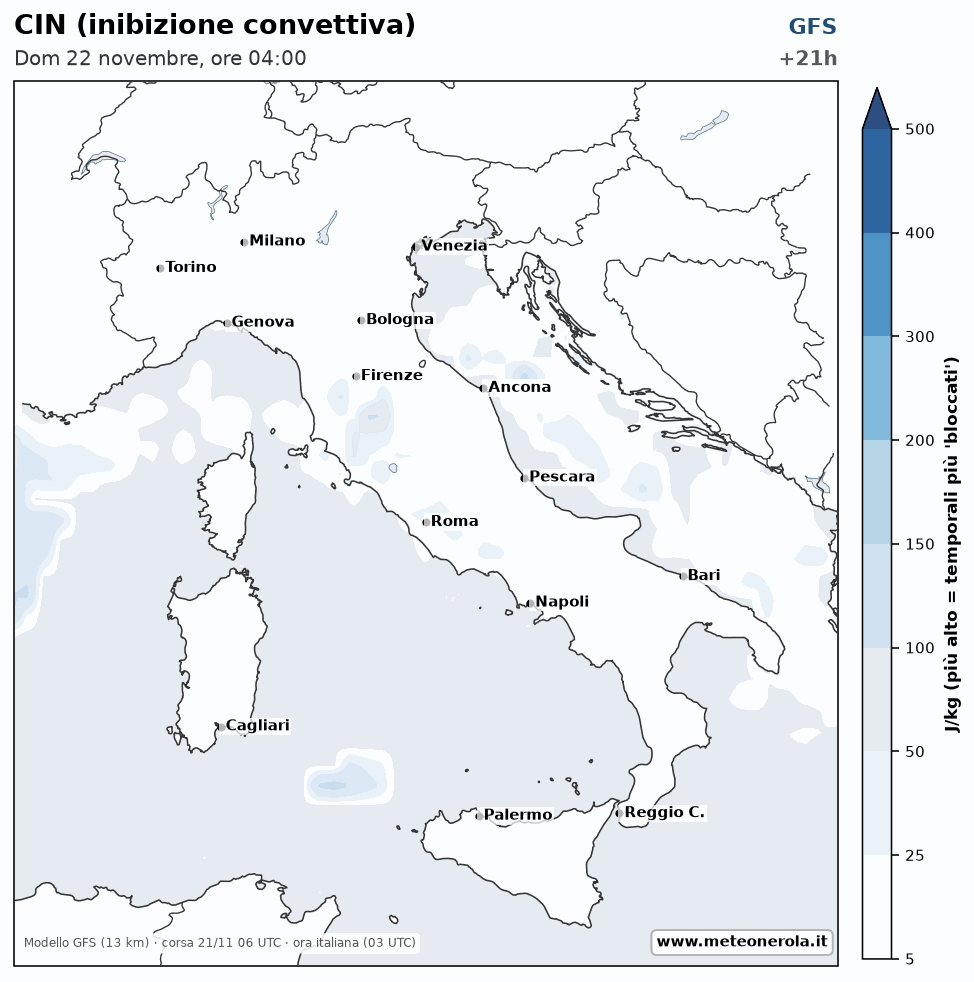 CIN (inibizione convettiva)
GFS
Dom 22 novembre, ore 04:00
+21h
Milano
Venezia
Torino
Genova
Bologna
Firenze
Ancona
Pescara
Roma
Bari
Napoli
Cagliari
Palermo
Reggio C.
Modello GFS (13 km) · corsa 21/11 06 UTC · ora italiana (03 UTC)
www.meteonerola.it
500
400
300
200
150
100
50
25
5
J/kg (più alto = temporali più 'bloccati')